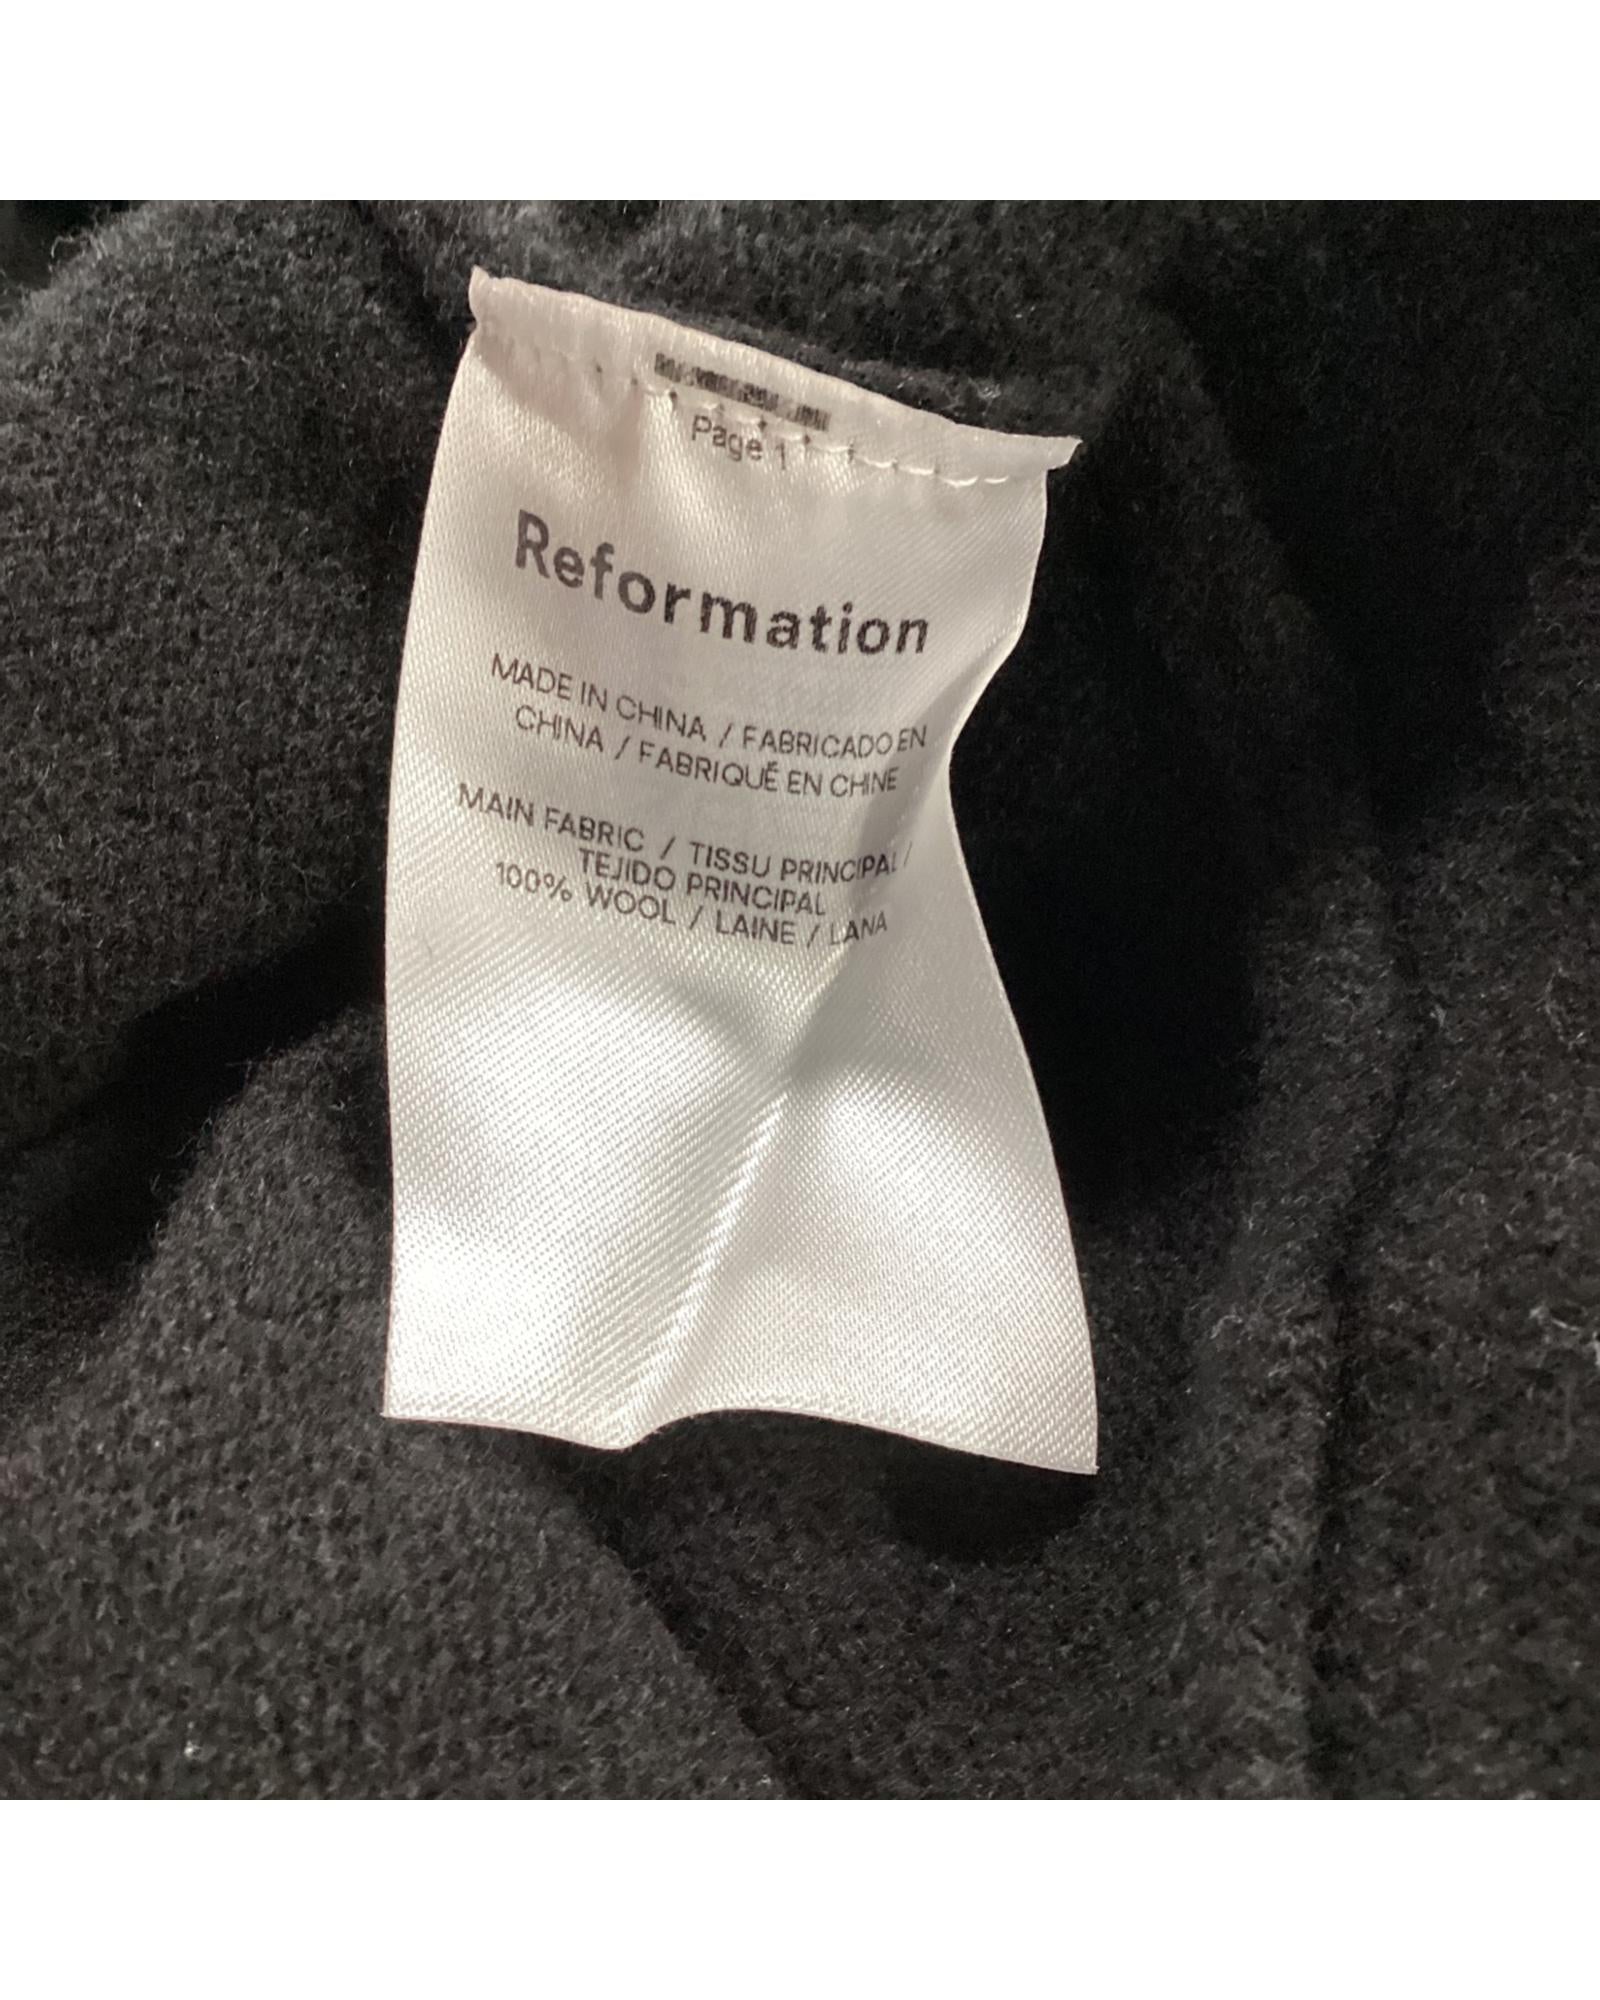 Page 1
Reformation
MADE IN CHINA / FABRICADO EN
CHINA / FABRIQUÉ EN CHINE
MAIN FABRIC / TISSU PRINCIPAL /
TEJIDO PRINCIPAL
100% WOOL / LAINE / LANA